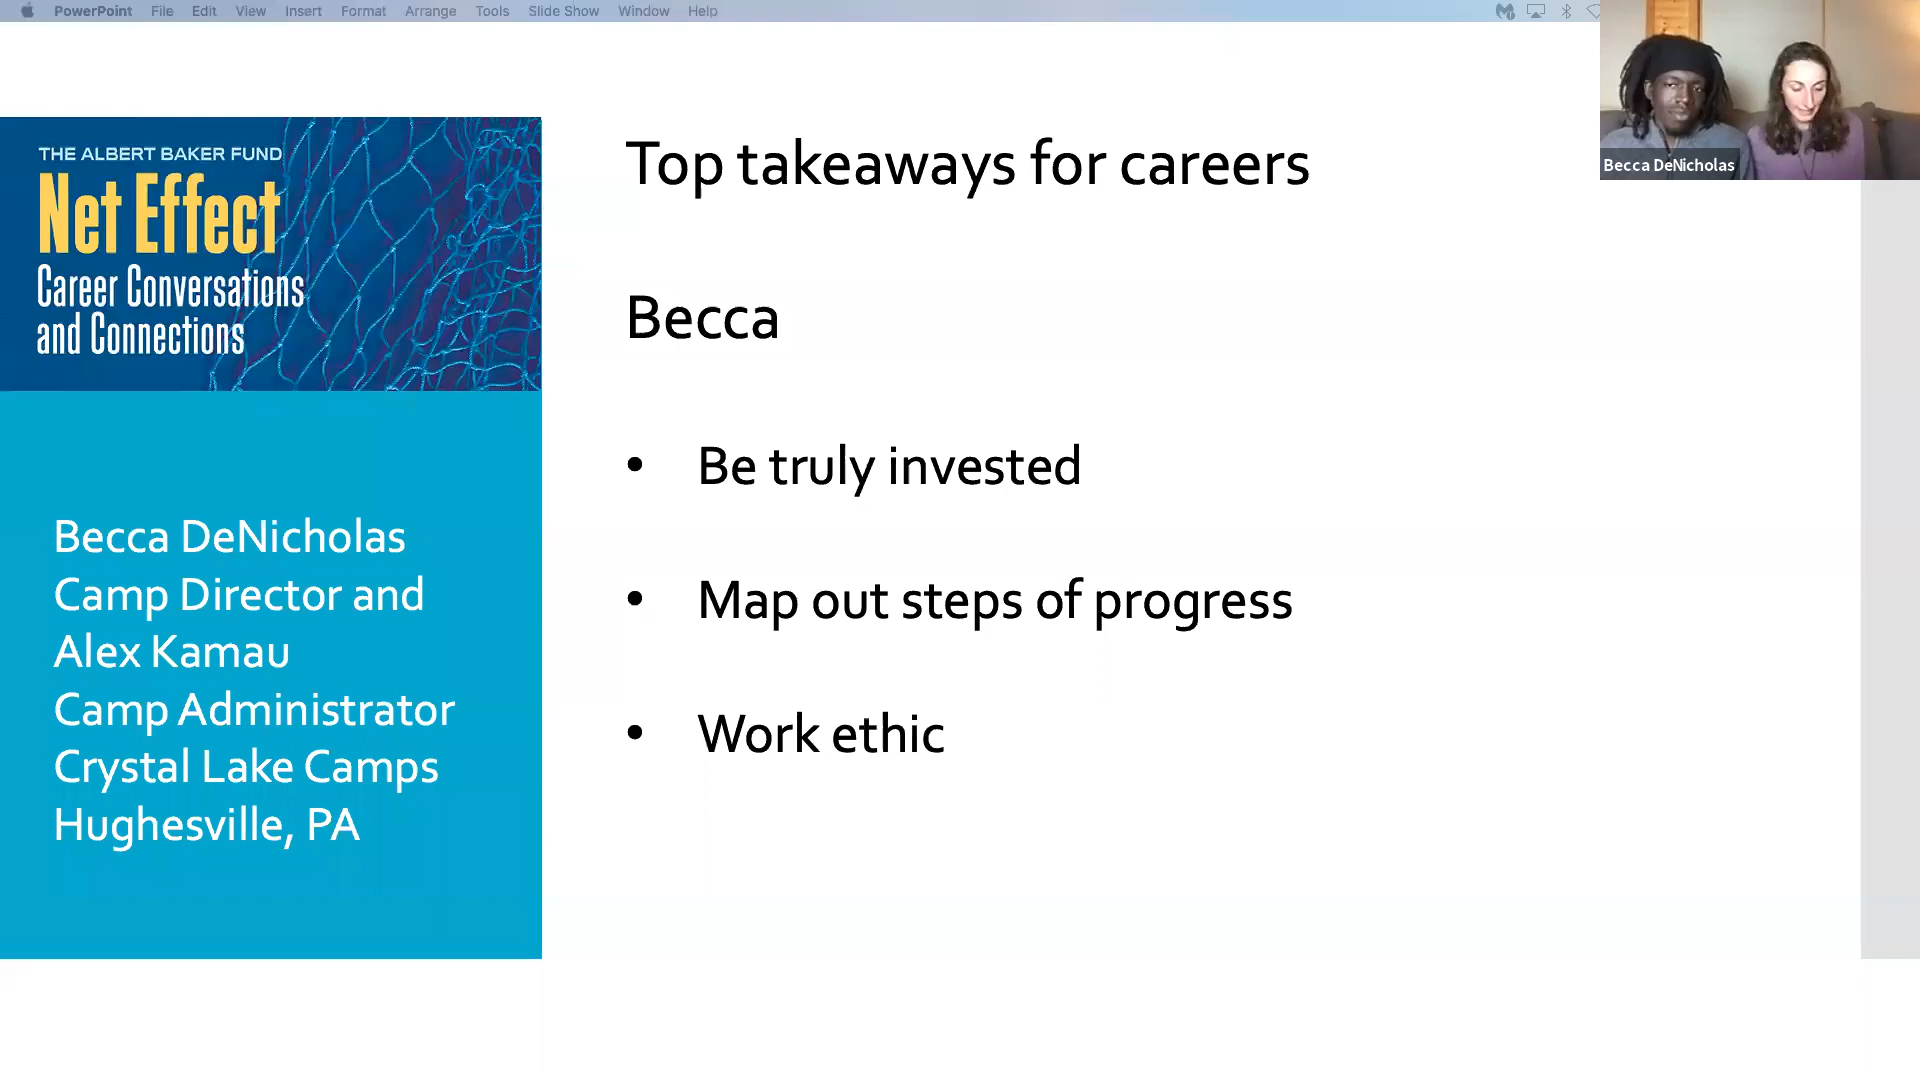 PowerPoint File Edit View Insert Format Arrange Tools Slide Show Window Help
Becca DeNicholas
THE ALBERT BAKER FUND
Net Effect
Career Conversations
and Connections
Becca DeNicholas
Camp Director and
Alex Kamau
Camp Administrator
Crystal Lake Camps
Hughesville, PA
Top takeaways for careers
Becca
• Be truly invested
• Map out steps of progress
• Work ethic